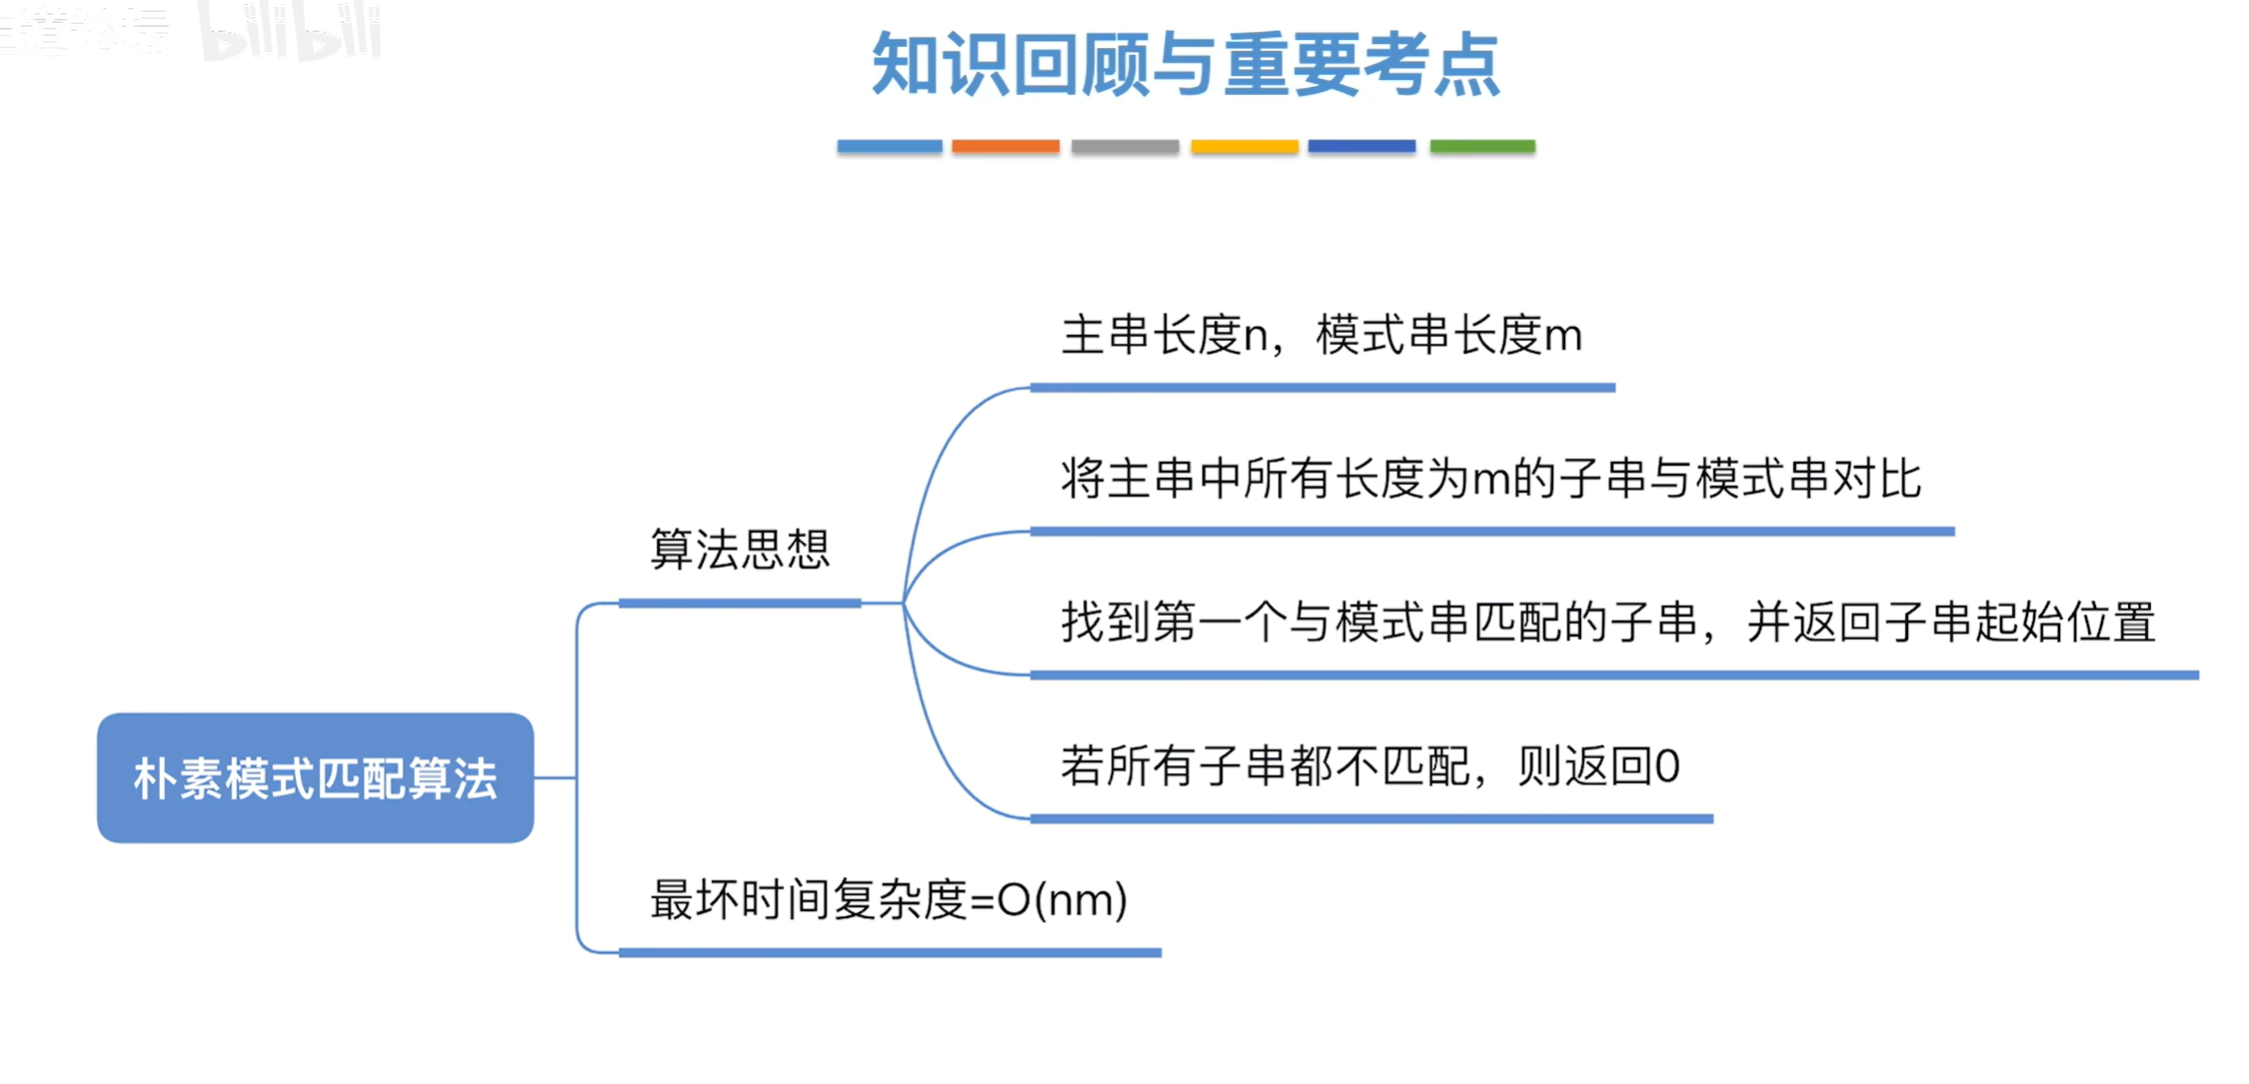 bilibili
知识回顾与重要考点
主串长度n，模式串长度m
将主串中所有长度为m的子串与模式串对比
算法思想
找到第一个与模式串匹配的子串，并返回子串起始位置
朴素模式匹配算法
若所有子串都不匹配，则返回0
最坏时间复杂度=O(nm)